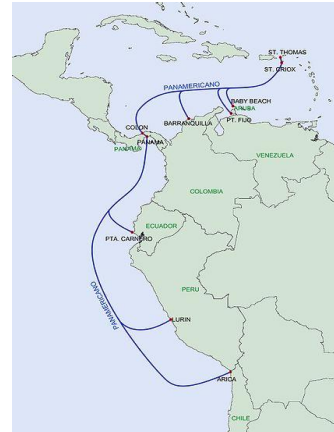 ST. THOMAS
ST. CRIOX
PANAMERICANO
BABY BEACH
ARUBA
PT. FIJO
BARRANQUILLA
COLON
PANAMA
VENEZUELA
COLOMBIA
ECUADOR
PTA. CARNERO
PERU
PANAMERICANO
LURIN
ARICA
CHILE